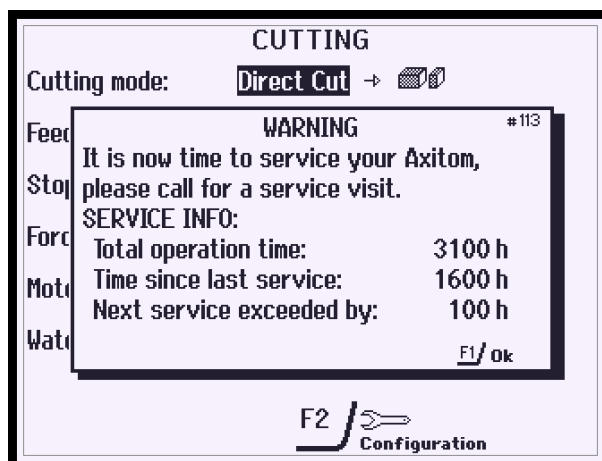 CUTTING
Cutting mode: Direct Cut →
WARNING #113
It is now time to service your Axitom,
please call for a service visit.
SERVICE INFO:
Total operation time: 3100 h
Time since last service: 1600 h
Next service exceeded by: 100 h
F1/ Ok
F2
Configuration